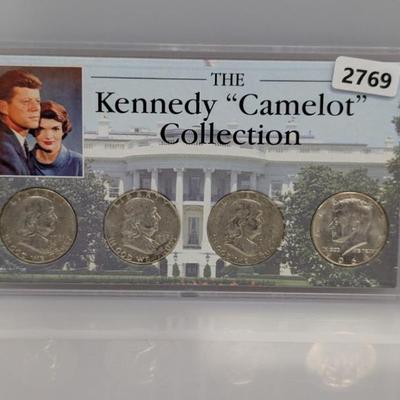 THE
2769
Kennedy “Camelot”
Collection